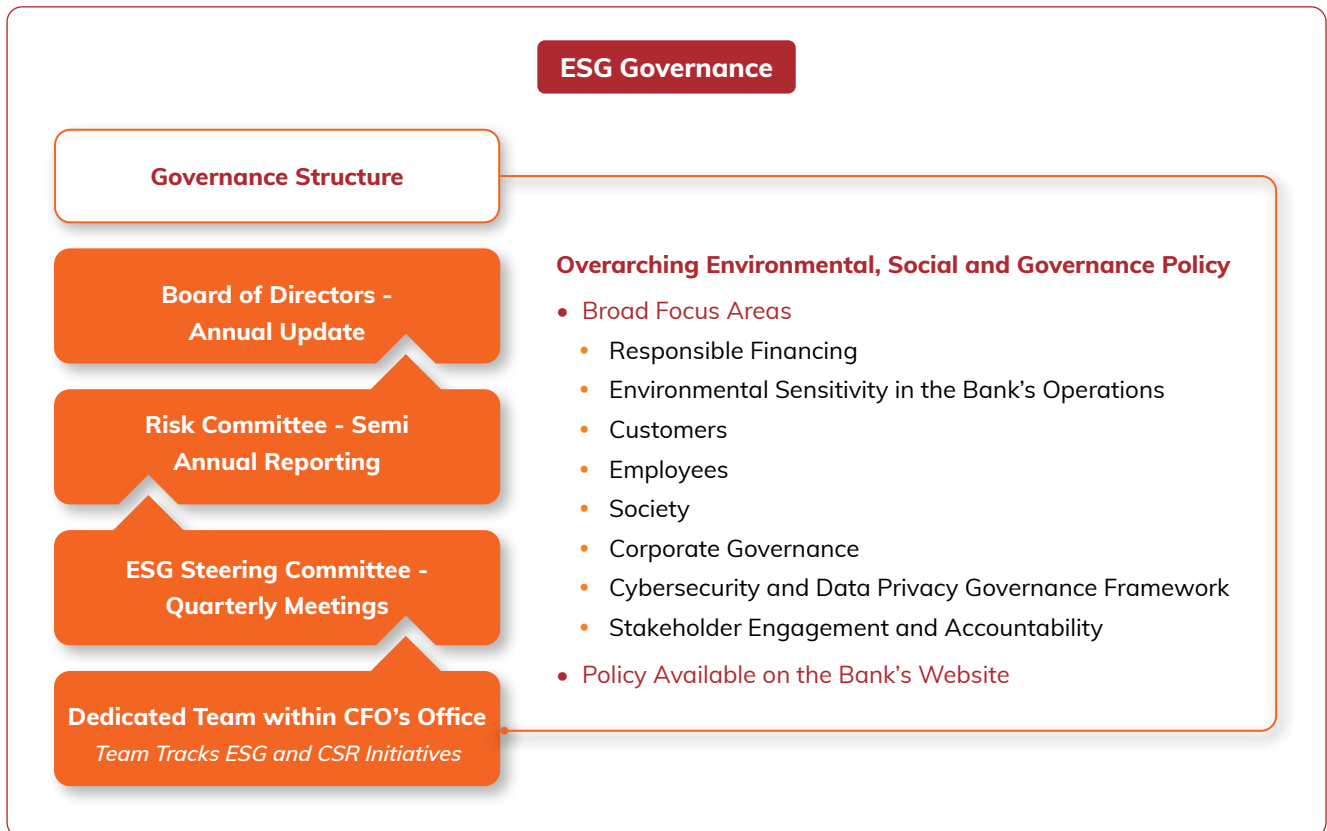 ESG Governance
Governance Structure
Board of Directors -
Annual Update
Risk Committee - Semi
Annual Reporting
ESG Steering Committee -
Quarterly Meetings
Dedicated Team within CFO’s Office
Team Tracks ESG and CSR Initiatives
Overarching Environmental, Social and Governance Policy
• Broad Focus Areas
• Responsible Financing
• Environmental Sensitivity in the Bank’s Operations
• Customers
• Employees
• Society
• Corporate Governance
• Cybersecurity and Data Privacy Governance Framework
• Stakeholder Engagement and Accountability
• Policy Available on the Bank’s Website